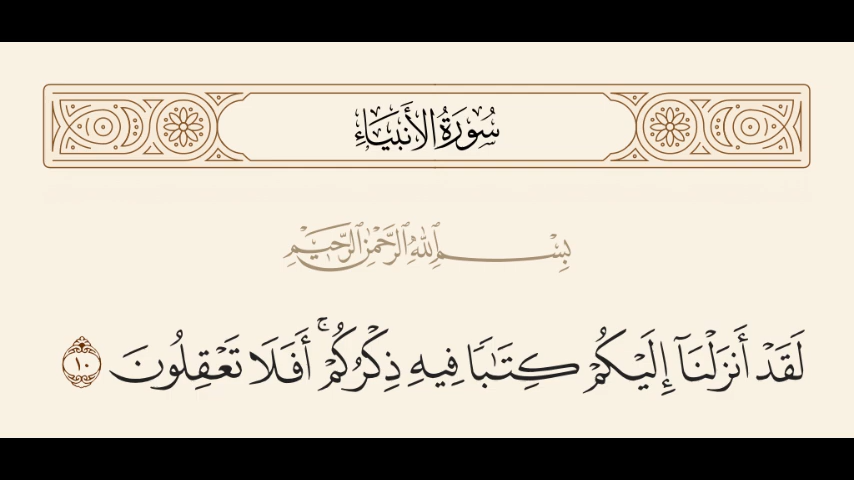 سُورَةُ الأَنبِيَاءِ
بِسْمِ ٱللَّهِ ٱلرَّحْمَٰنِ ٱلرَّحِيمِ
لَقَدْ أَنزَلْنَآ إِلَيْكُمْ كِتَٰبًا فِيهِ ذِكْرُكُمْ ۚ أَفَلَا تَعْقِلُونَ ١٠